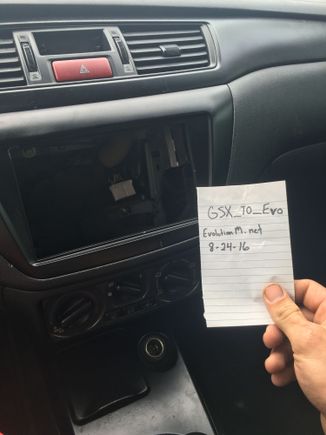 GSX_TO_Evo
EvolutionM.net
8-24-16